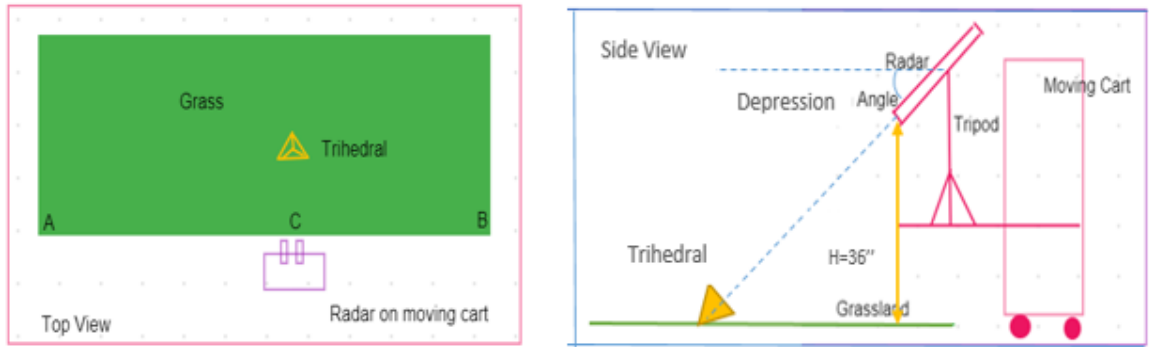 Grass
Trihedral
A
C
B
Radar on moving cart
Top View
Side View
Radar
Moving Cart
Depression
Angle
Tripod
Trihedral
H=36″
Grassland